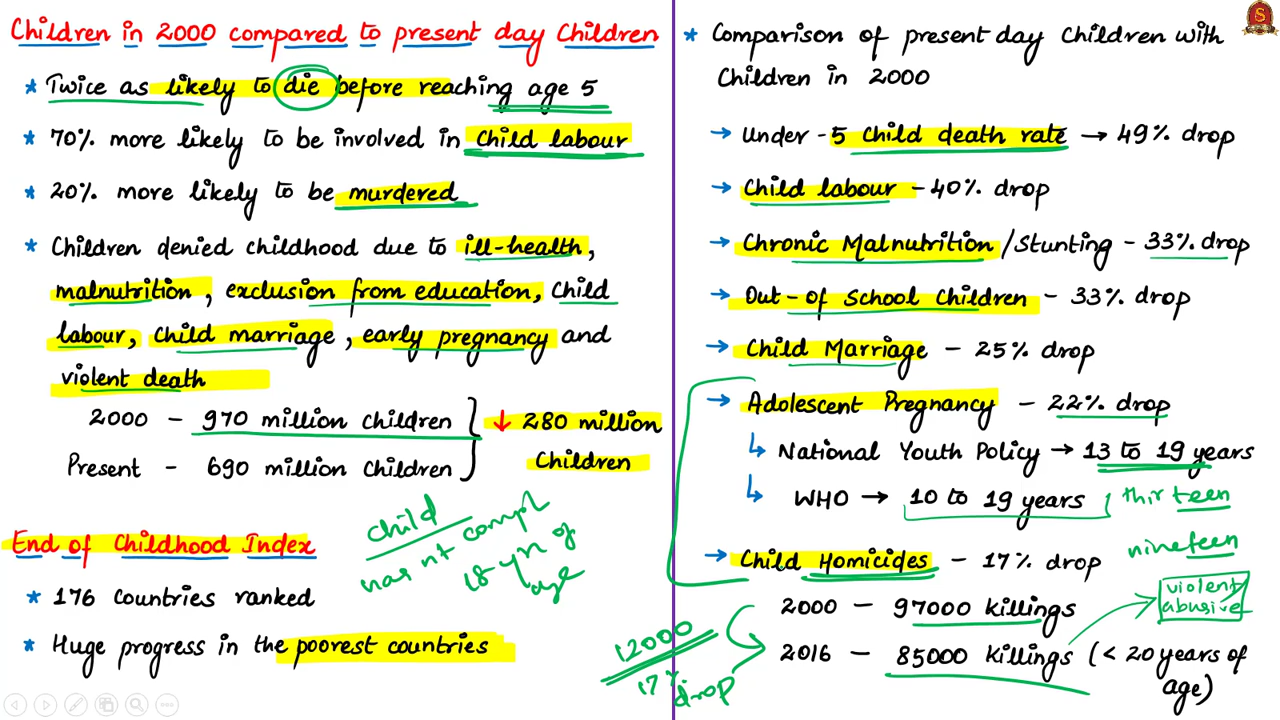 Children in 2000 compared to present day Children
* Twice as likely to die before reaching age 5
* 70% more likely to be involved in Child labour
* 20% more likely to be murdered
* Children denied childhood due to ill-health,
malnutrition, exclusion from education, Child
labour, Child marriage, early pregnancy and
violent death
2000 - 970 million Children
Present - 690 million Children
↓ 280 million
Children
End of Childhood Index
* 176 Countries ranked
* Huge progress in the poorest countries
child
has nt compl
18 yrs of
age
* Comparison of present day Children with
Children in 2000
→ Under-5 Child death rate → 49% drop
→ Child labour - 40% drop
→ Chronic Malnutrition/Stunting - 33% drop
→ Out-of School Children - 33% drop
→ Child Marriage - 25% drop
→ Adolescent Pregnancy - 22% drop
↳ National Youth Policy → 13 to 19 years
↳ WHO → 10 to 19 years
thirteen
nineteen
→ Child Homicides - 17% drop
2000 - 97000 killings
2016 - 85000 killings (< 20 years of
age)
violent
abusive
12000
17% drop
S